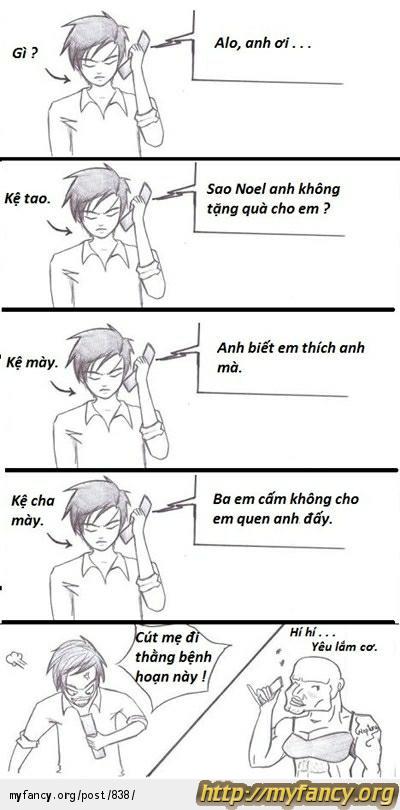 Gì ?
Alo, anh ơi . . .
Kệ tao.
Sao Noel anh không
tặng quà cho em ?
Kệ mày.
Anh biết em thích anh
mà.
Kệ cha
mày.
Ba em cấm không cho
em quen anh đấy.
Cút mẹ đi
thằng bệnh
hoạn này !
Hí hí . . .
Yêu lắm cơ.
myfancy.org/post/838/
http://myfancy.org